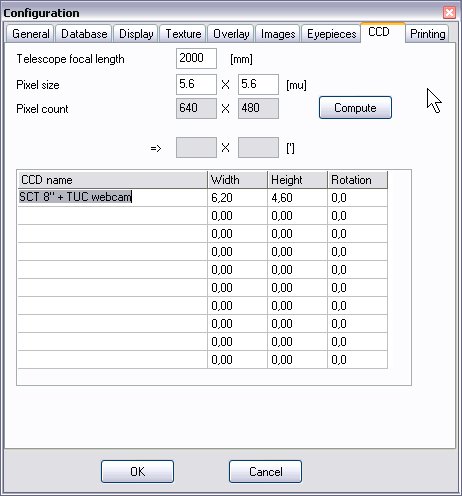 Configuration
General Database Display Texture Overlay Images Eyepieces CCD Printing
Telescope focal length 2000 [mm]
Pixel size 5.6 X 5.6 [mu]
Pixel count 640 X 480 Compute
=> X [']
CCD name Width Height Rotation
SCT 8" + TUC webcam 6,20 4,60 0,0
0,00 0,00 0,0
0,00 0,00 0,0
0,00 0,00 0,0
0,00 0,00 0,0
0,00 0,00 0,0
0,00 0,00 0,0
0,00 0,00 0,0
0,00 0,00 0,0
0,00 0,00 0,0
OK Cancel